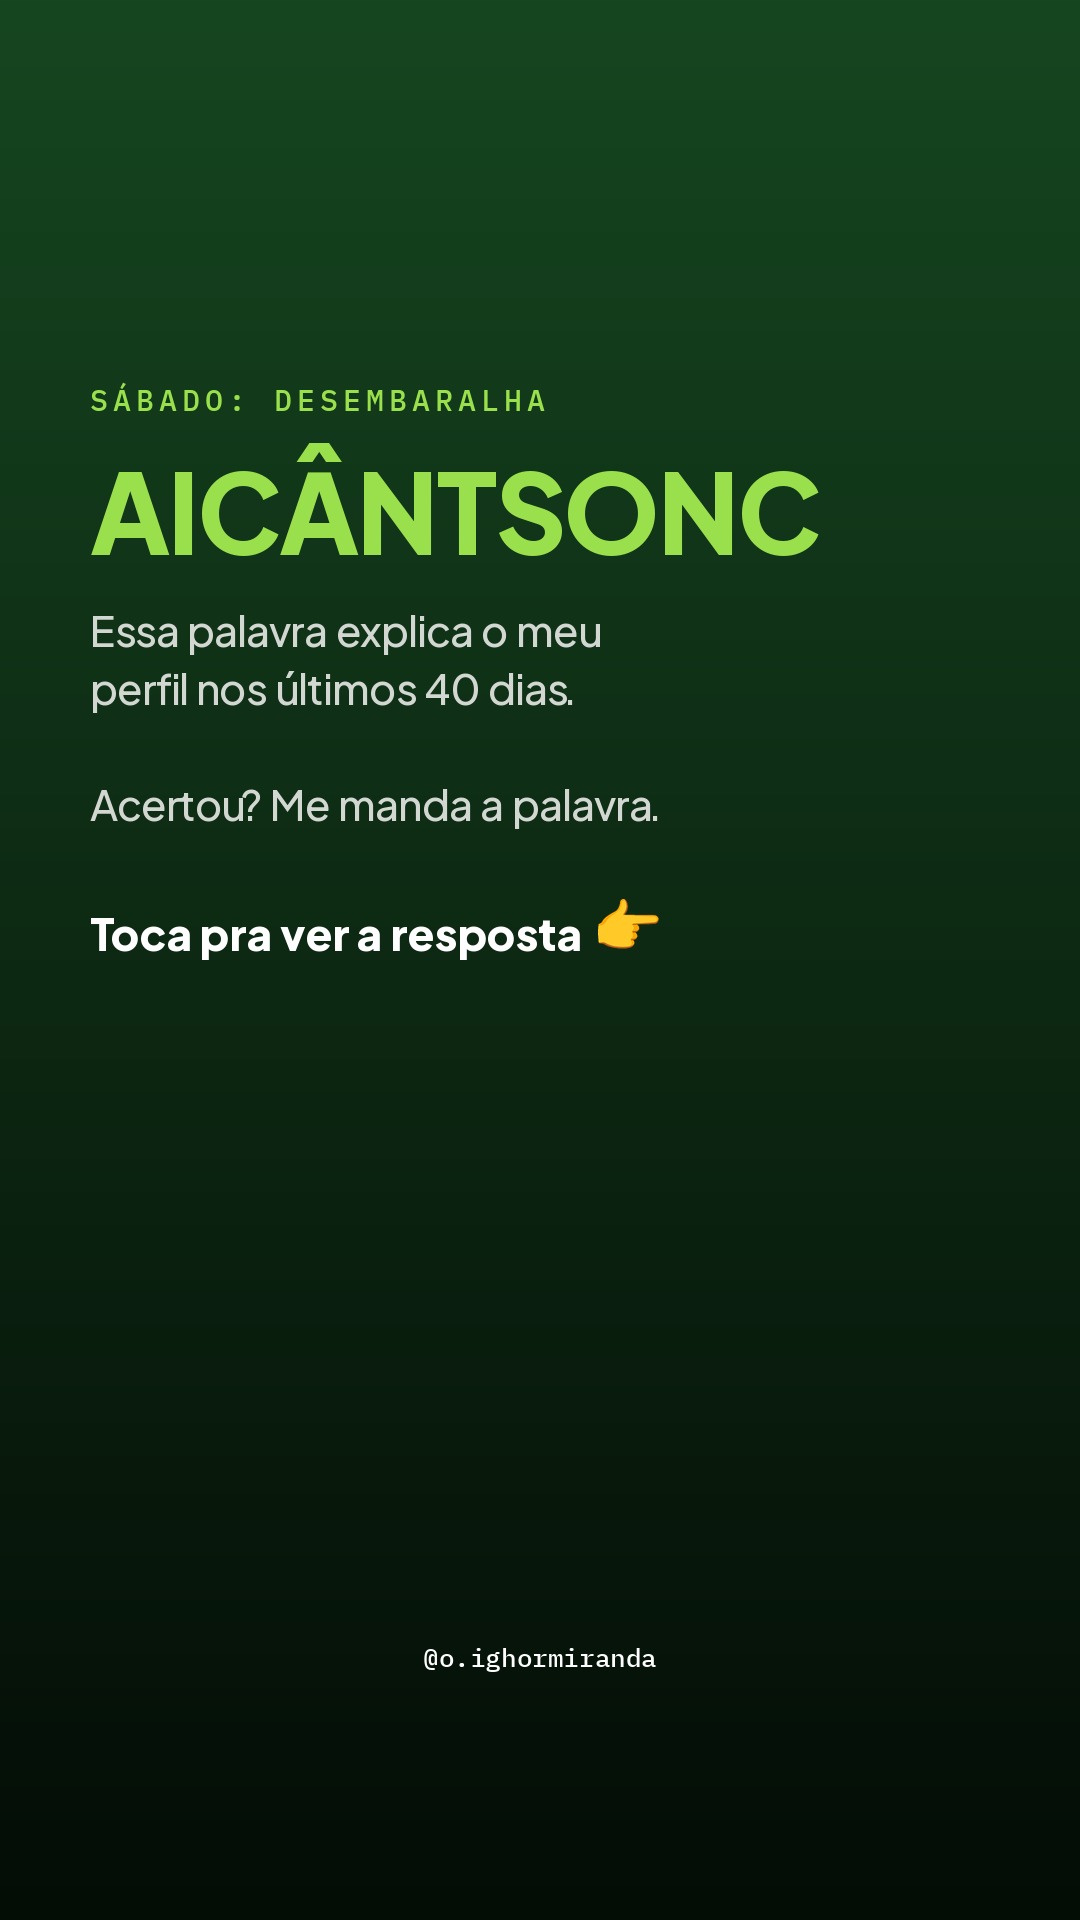 SÁBADO: DESEMBARALHA
AICÂNTSONC
Essa palavra explica o meu
perfil nos últimos 40 dias.
Acertou? Me manda a palavra.
Toca pra ver a resposta 👉
@o.ighormiranda